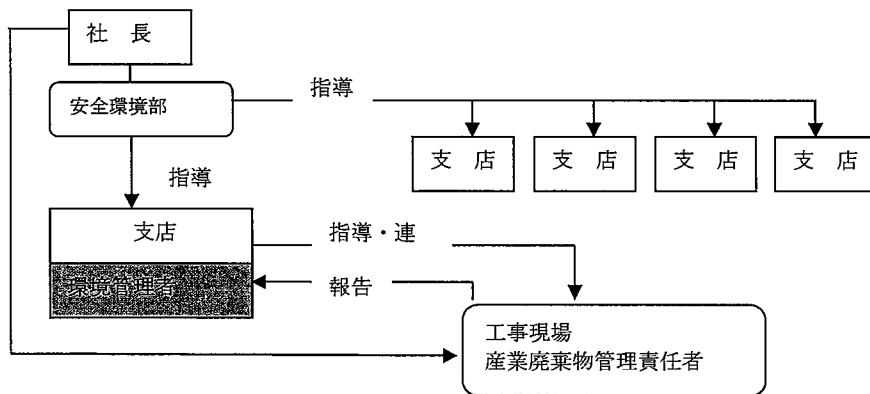 社 長
安全環境部
指導
支 店
支 店
支 店
支 店
指導
支店
指導・連
環境管理者
報告
工事現場
産業廃棄物管理責任者